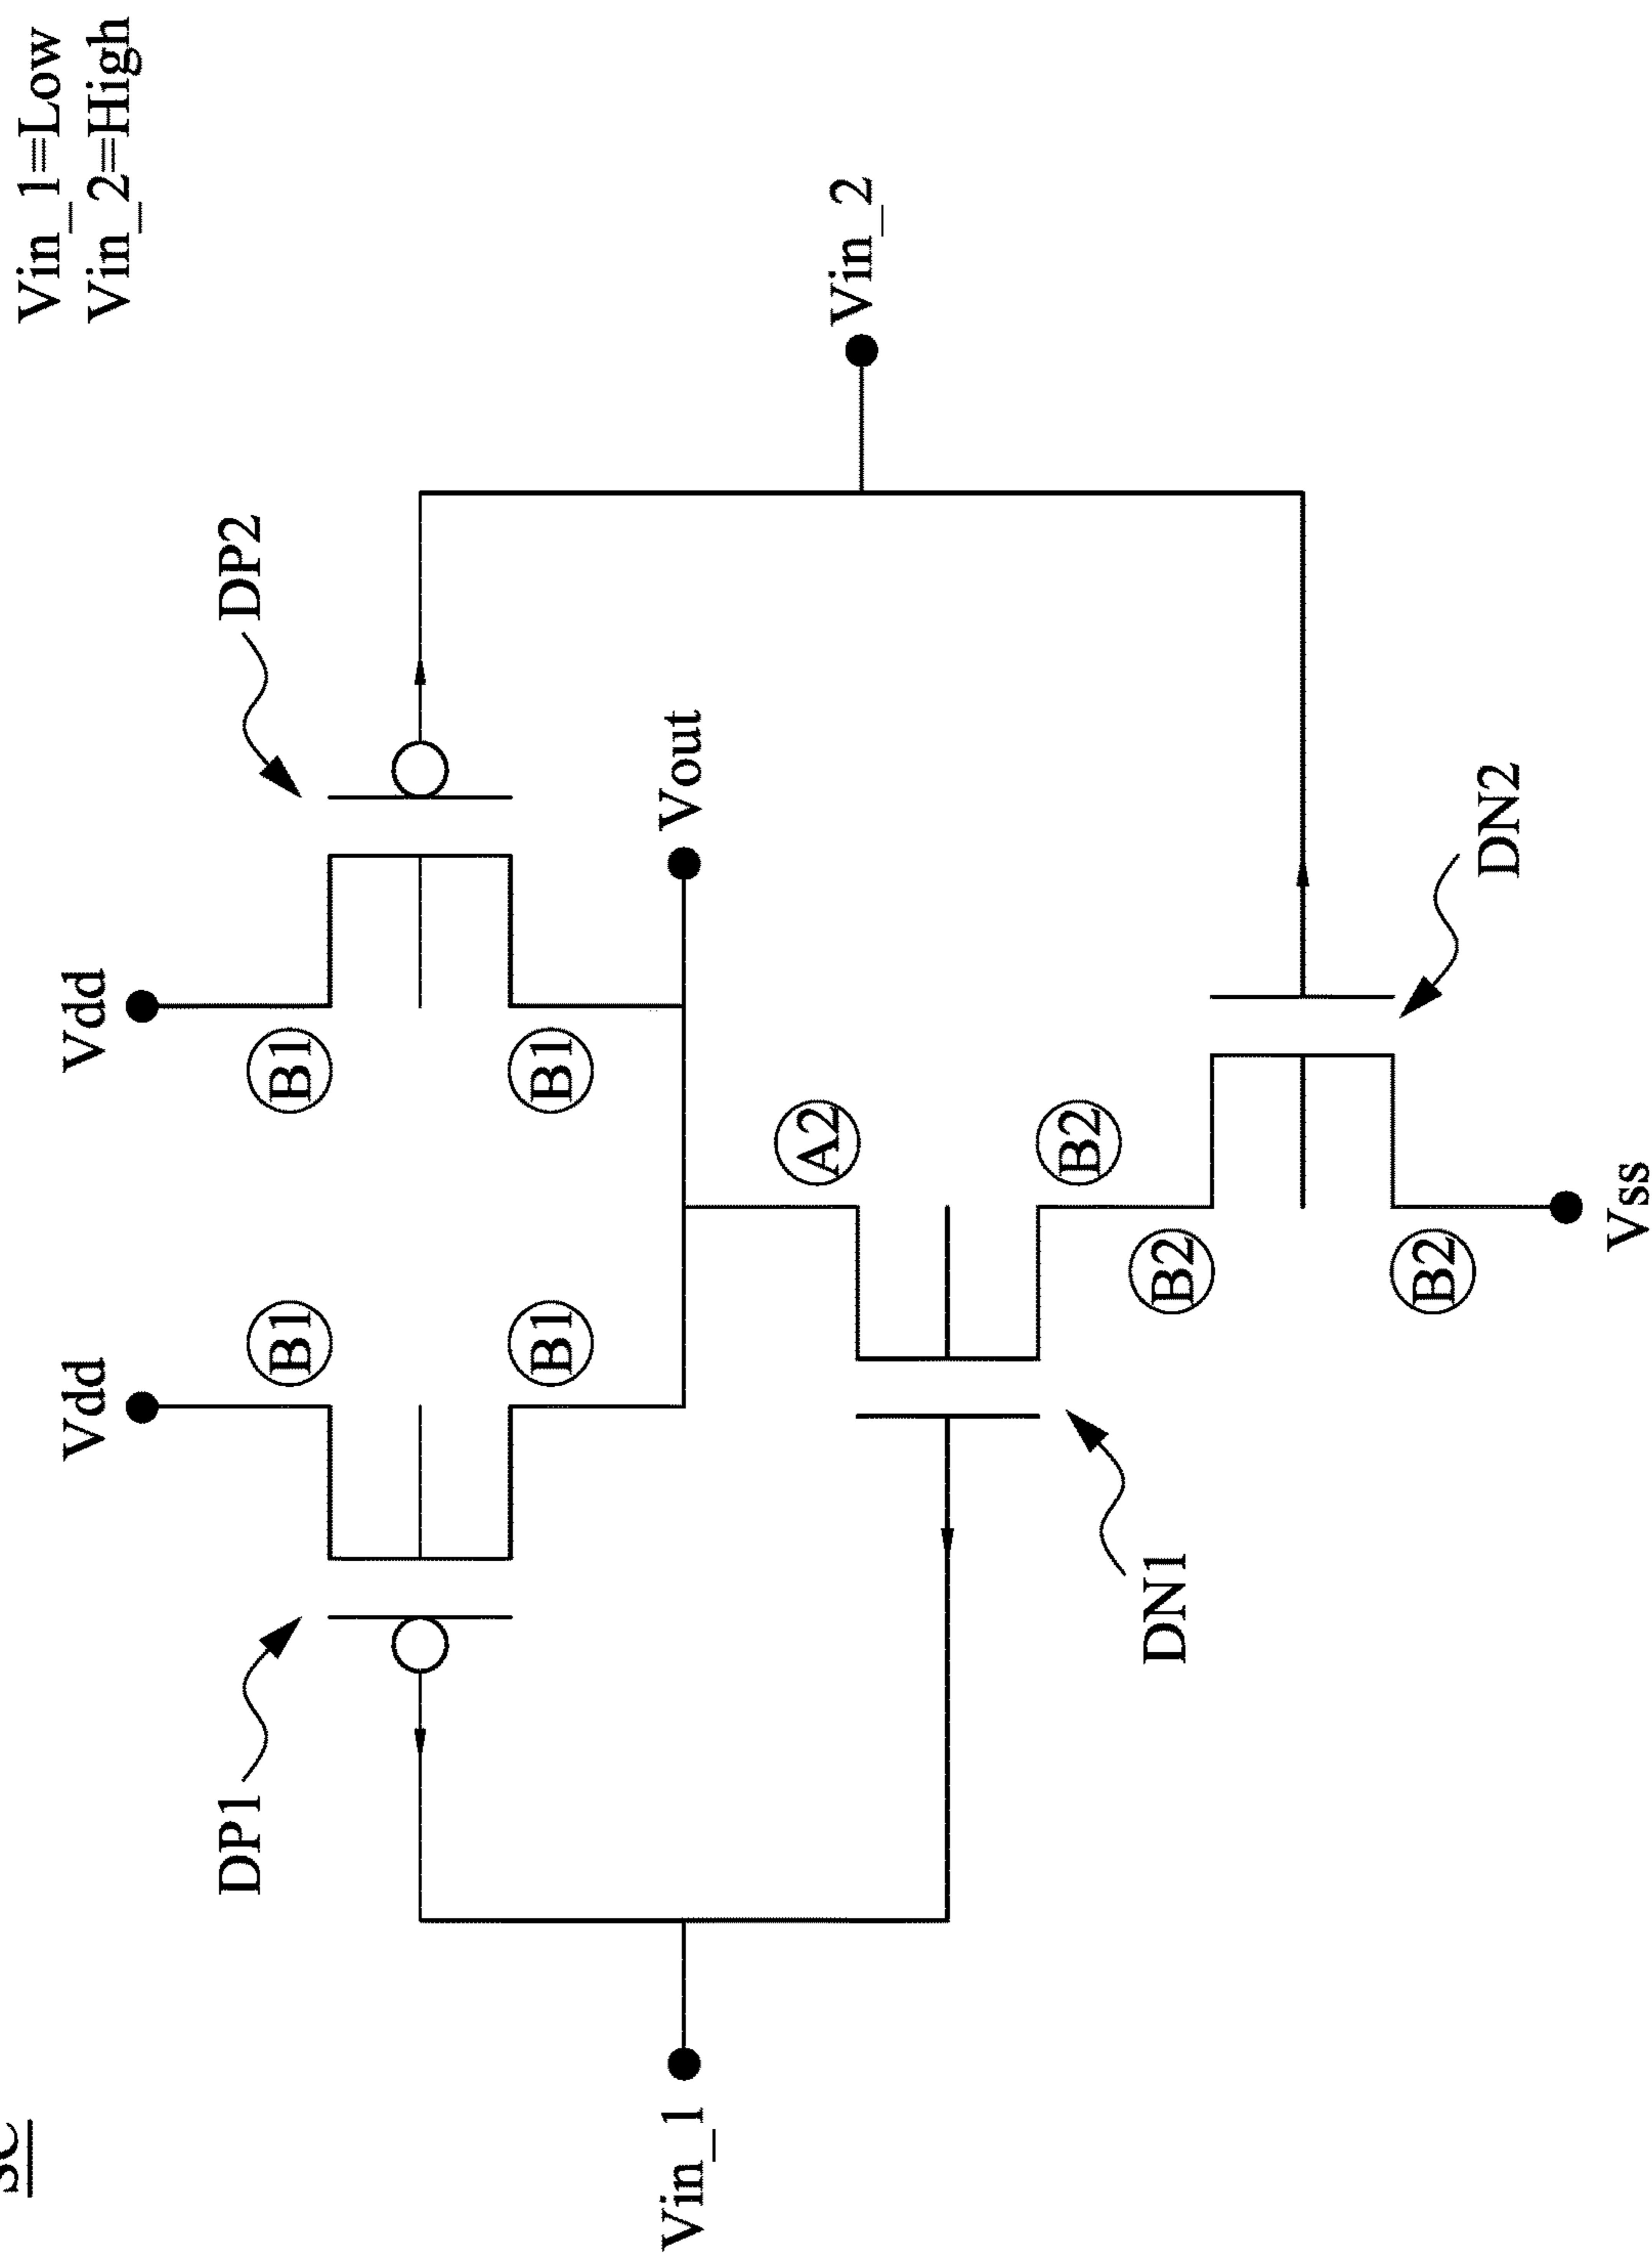 Vin_1=Low
Vin_2=High
Vdd
Vdd
DP1
DP2
B1
B1
B1
B1
Vin_1
Vout
A2
Vin_2
B2
DN1
B2
B2
DN2
Vss